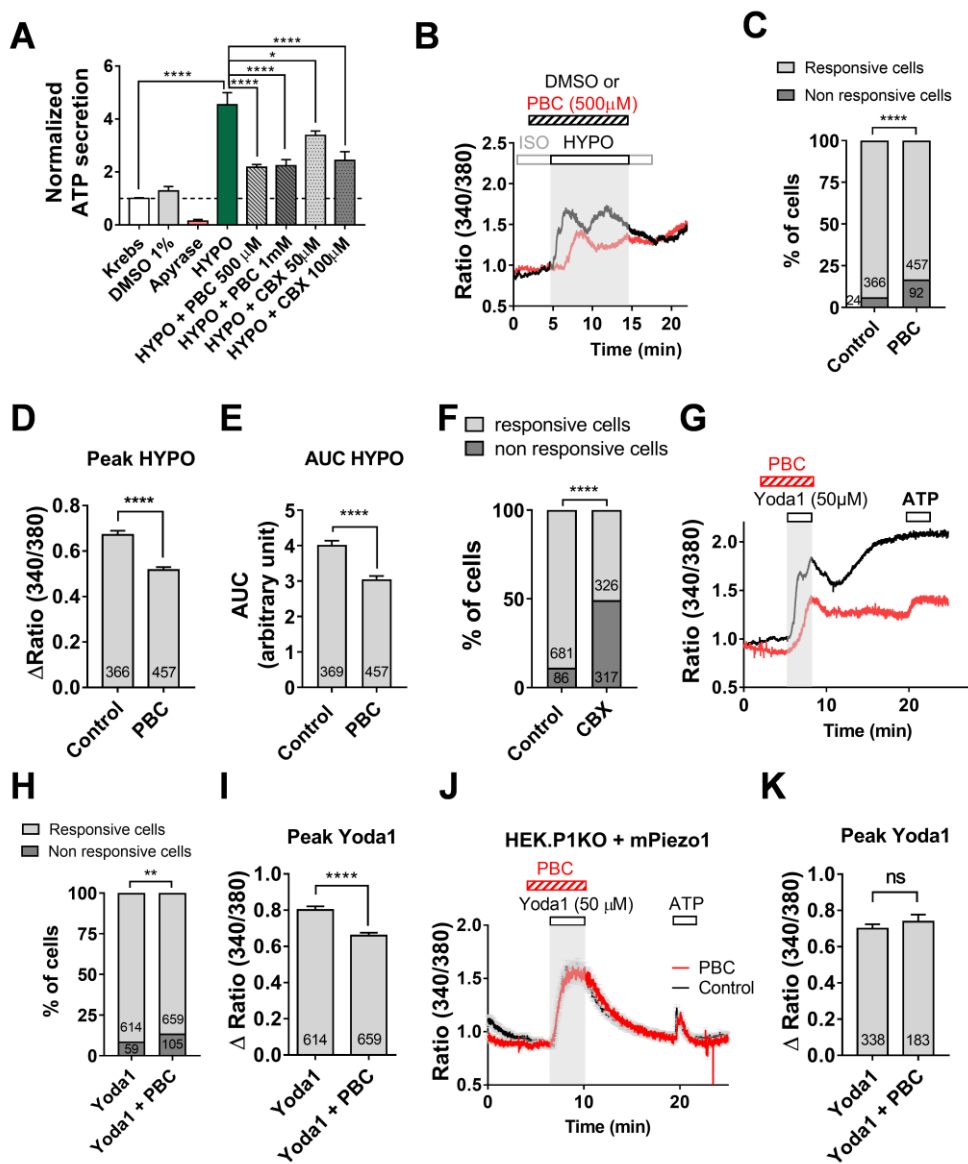 A
Normalized
ATP secretion
6
4
2
0
****
****
*
****
****
Krebs
DMSO 1%
Apyrase
HYPO
HYPO + PBC 500 µM
HYPO + PBC 1mM
HYPO + CBX 50µM
HYPO + CBX 100µM
B
DMSO or
PBC (500µM)
ISO
HYPO
Ratio (340/380)
2.5
2.0
1.5
1.0
0.5
0
5
10
15
20
Time (min)
C
Responsive cells
Non responsive cells
****
% of cells
100
75
50
25
0
366
24
457
92
Control
PBC
D
Peak HYPO
****
ΔRatio (340/380)
0.8
0.6
0.4
0.2
0.0
366
457
Control
PBC
E
AUC HYPO
****
AUC
(arbitrary unit)
5
4
3
2
1
0
369
457
Control
PBC
F
responsive cells
non responsive cells
****
% of cells
100
50
0
681
86
326
317
Control
CBX
G
PBC
Yoda1 (50µM)
ATP
Ratio (340/380)
2.0
1.5
1.0
0
10
20
Time (min)
H
Responsive cells
Non responsive cells
**
% of cells
100
75
50
25
0
614
59
659
105
Yoda1
Yoda1 + PBC
I
Peak Yoda1
****
Δ Ratio (340/380)
1.0
0.8
0.6
0.4
0.2
0.0
614
659
Yoda1
Yoda1 + PBC
J
HEK.P1KO + mPiezo1
PBC
Yoda1 (50 µM)
ATP
PBC
Control
Ratio (340/380)
2.5
2.0
1.5
1.0
0.5
0
10
20
Time (min)
K
Peak Yoda1
ns
Δ Ratio (340/380)
1.0
0.8
0.6
0.4
0.2
0.0
338
183
Yoda1
Yoda1 + PBC